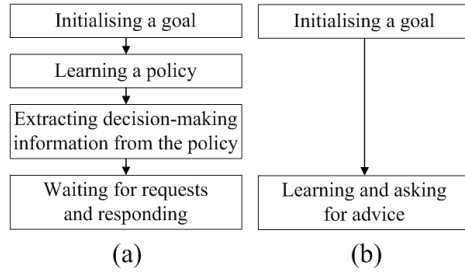 Initialising a goal
Learning a policy
Extracting decision-making
information from the policy
Waiting for requests
and responding
(a)
Initialising a goal
Learning and asking
for advice
(b)